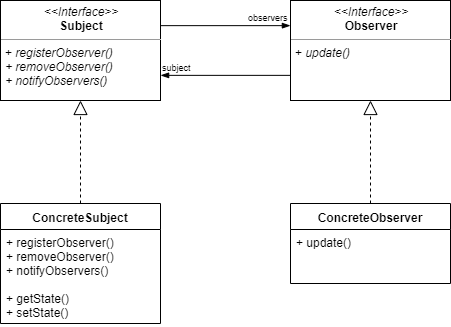 <<Interface>>
Subject
+ registerObserver()
+ removeObserver()
+ notifyObservers()
observers
subject
<<Interface>>
Observer
+ update()
ConcreteSubject
+ registerObserver()
+ removeObserver()
+ notifyObservers()
+ getState()
+ setState()
ConcreteObserver
+ update()